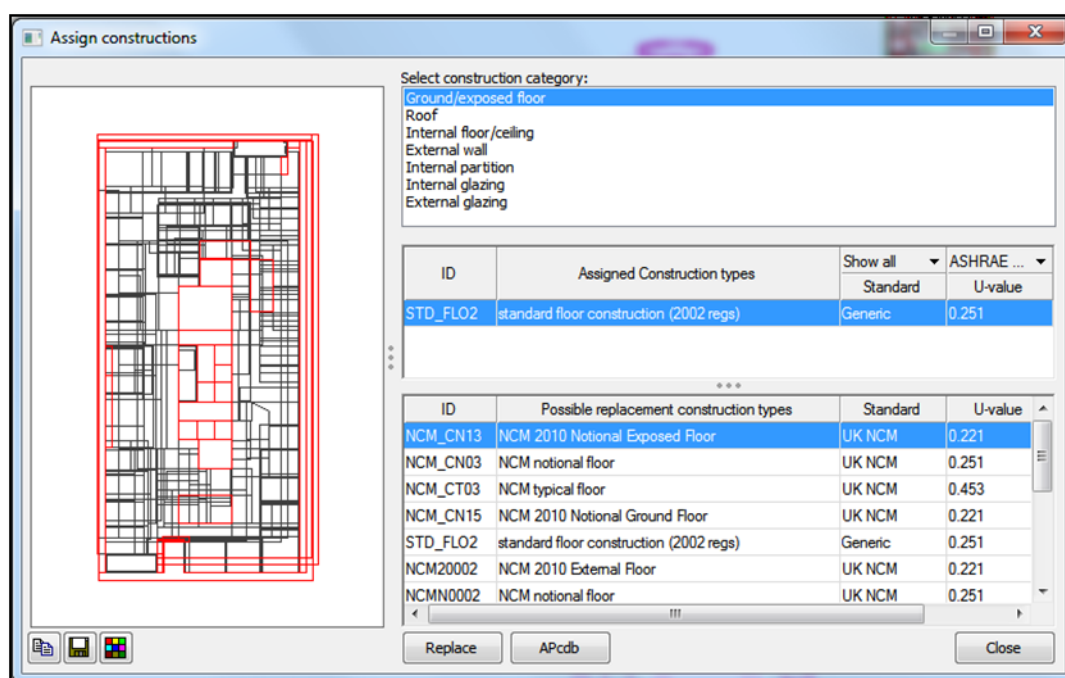 Assign constructions
Select construction category:
Ground/exposed floor
Roof
Internal floor/ceiling
External wall
Internal partition
Internal glazing
External glazing
ID Assigned Construction types Show all ASHRAE ...
Standard U-value
STD_FLO2 standard floor construction (2002 regs) Generic 0.251
ID Possible replacement construction types Standard U-value
NCM_CN13 NCM 2010 Notional Exposed Floor UK NCM 0.221
NCM_CN03 NCM notional floor UK NCM 0.251
NCM_CT03 NCM typical floor UK NCM 0.453
NCM_CN15 NCM 2010 Notional Ground Floor UK NCM 0.221
STD_FLO2 standard floor construction (2002 regs) Generic 0.251
NCM20002 NCM 2010 External Floor UK NCM 0.221
NCMN0002 NCM notional floor UK NCM 0.251
Replace APcdb Close